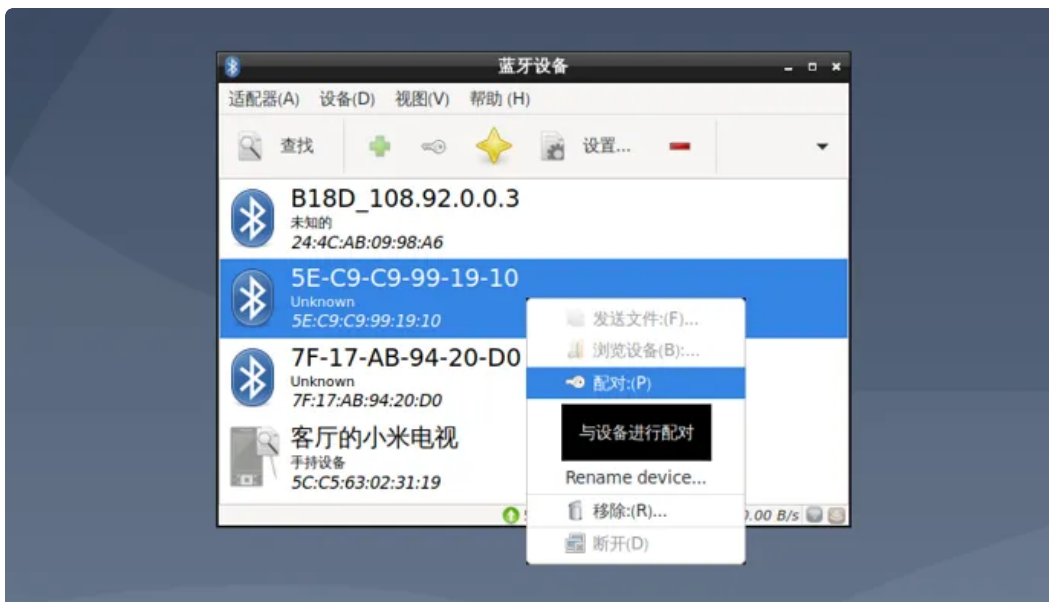 蓝牙设备
适配器(A) 设备(D) 视图(V) 帮助 (H)
查找 设置...
B18D_108.92.0.0.3
未知的
24:4C:AB:09:98:A6
5E-C9-C9-99-19-10
Unknown
5E:C9:C9:99:19:10
7F-17-AB-94-20-D0
Unknown
7F:17:AB:94:20:D0
客厅的小米电视
手持设备
5C:C5:63:02:31:19
发送文件:(F)...
浏览设备(B):...
配对:(P)
与设备进行配对
Rename device...
移除:(R)...
断开(D)
.00 B/s